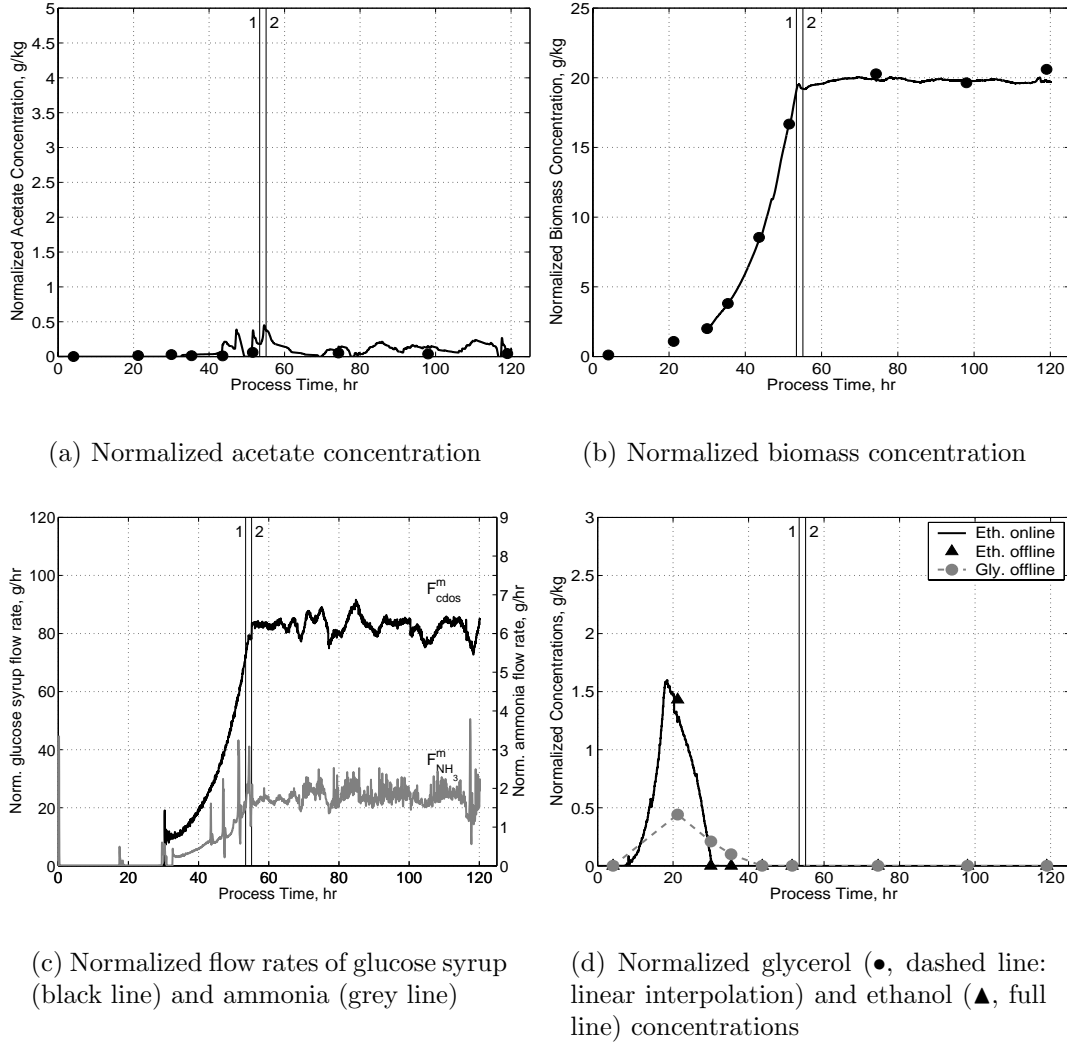 Normalized Acetate Concentration, g/kg
5
4.5
4
3.5
3
2.5
2
1.5
1
0.5
0
1 2
0 20 40 60 80 100 120
Process Time, hr
(a) Normalized acetate concentration
Normalized Biomass Concentration, g/kg
25
20
15
10
5
0
1 2
0 20 40 60 80 100 120
Process Time, hr
(b) Normalized biomass concentration
Norm. glucose syrup flow rate, g/hr
120
100
80
60
40
20
0
1 2
F^m_cdos
F^m_NH_3
9
8
7
6
5
4
3
2
1
0
Norm. ammonia flow rate, g/hr
0 20 40 60 80 100 120
Process Time, hr
(c) Normalized flow rates of glucose syrup
(black line) and ammonia (grey line)
Normalized Concentrations, g/kg
3
2.5
2
1.5
1
0.5
0
1 2
Eth. online
Eth. offline
Gly. offline
0 20 40 60 80 100 120
Process Time, hr
(d) Normalized glycerol (●, dashed line:
linear interpolation) and ethanol (▲, full
line) concentrations